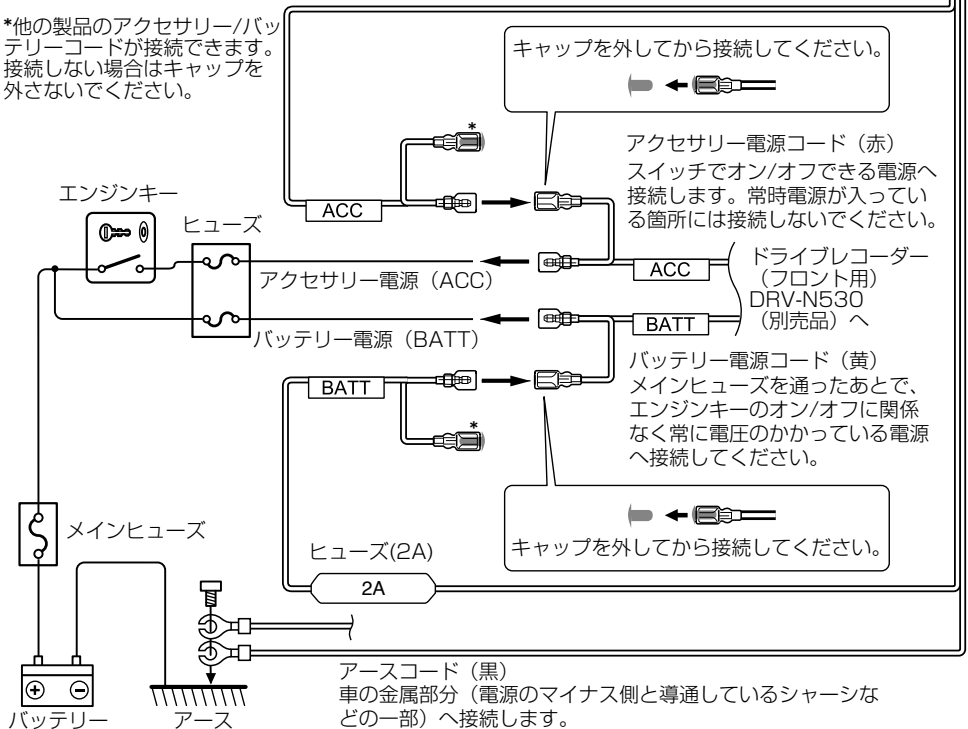 *他の製品のアクセサリー/バッ
テリーコードが接続できます。
接続しない場合はキャップを
外さないでください。
キャップを外してから接続してください。
*
アクセサリー電源コード（赤）
スイッチでオン/オフできる電源へ
接続します。常時電源が入ってい
る箇所には接続しないでください。
エンジンキー
ヒューズ
ACC
アクセサリー電源（ACC）
ACC
ドライブレコーダー
（フロント用）
DRV-N530
（別売品）へ
バッテリー電源（BATT）
BATT
バッテリー電源コード（黄）
メインヒューズを通ったあとで、
エンジンキーのオン/オフに関係
なく常に電圧のかかっている電源
へ接続してください。
BATT
*
キャップを外してから接続してください。
メインヒューズ
ヒューズ(2A)
2A
アースコード（黒）
車の金属部分（電源のマイナス側と導通しているシャーシな
どの一部）へ接続します。
バッテリー
アース